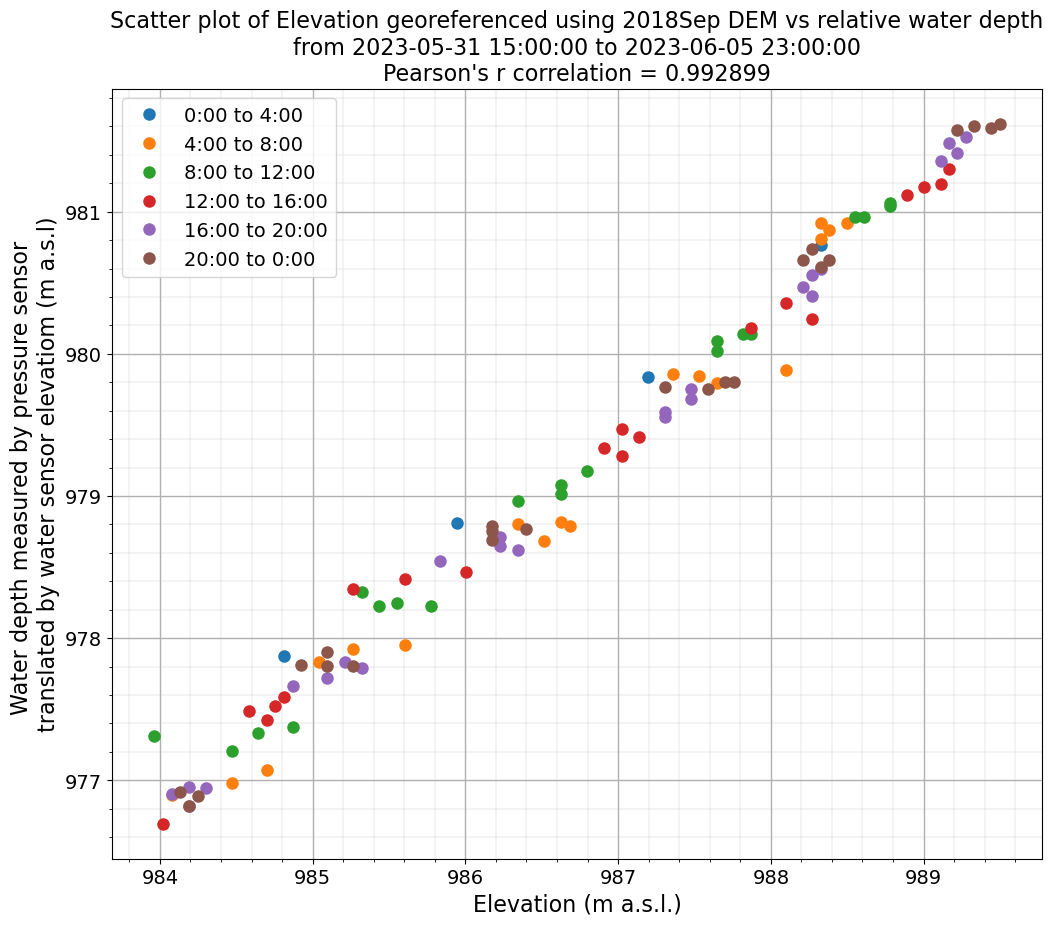 Scatter plot of Elevation georeferenced using 2018Sep DEM vs relative water depth
from 2023-05-31 15:00:00 to 2023-06-05 23:00:00
Pearson's r correlation = 0.992899
0:00 to 4:00
4:00 to 8:00
8:00 to 12:00
12:00 to 16:00
16:00 to 20:00
20:00 to 0:00
Water depth measured by pressure sensor
translated by water sensor elevatiom (m a.s.l)
981
980
979
978
977
984 985 986 987 988 989
Elevation (m a.s.l.)